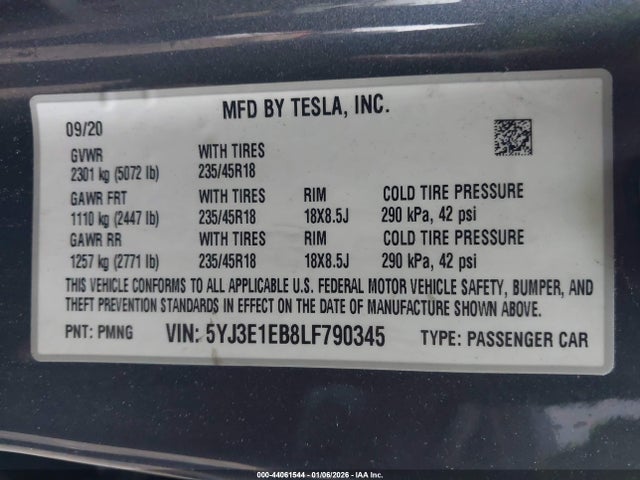 MFD BY TESLA, INC.
09/20
GVWR WITH TIRES
2301 kg (5072 lb) 235/45R18
GAWR FRT WITH TIRES RIM COLD TIRE PRESSURE
1110 kg (2447 lb) 235/45R18 18X8.5J 290 kPa, 42 psi
GAWR RR WITH TIRES RIM COLD TIRE PRESSURE
1257 kg (2771 lb) 235/45R18 18X8.5J 290 kPa, 42 psi
THIS VEHICLE CONFORMS TO ALL APPLICABLE U.S. FEDERAL MOTOR VEHICLE SAFETY, BUMPER, AND
THEFT PREVENTION STANDARDS IN EFFECT ON THE DATE OF MANUFACTURE SHOWN ABOVE.
PNT: PMNG VIN: 5YJ3E1EB8LF790345 TYPE: PASSENGER CAR
000-44061544 - 01/06/2026 - IAA Inc.